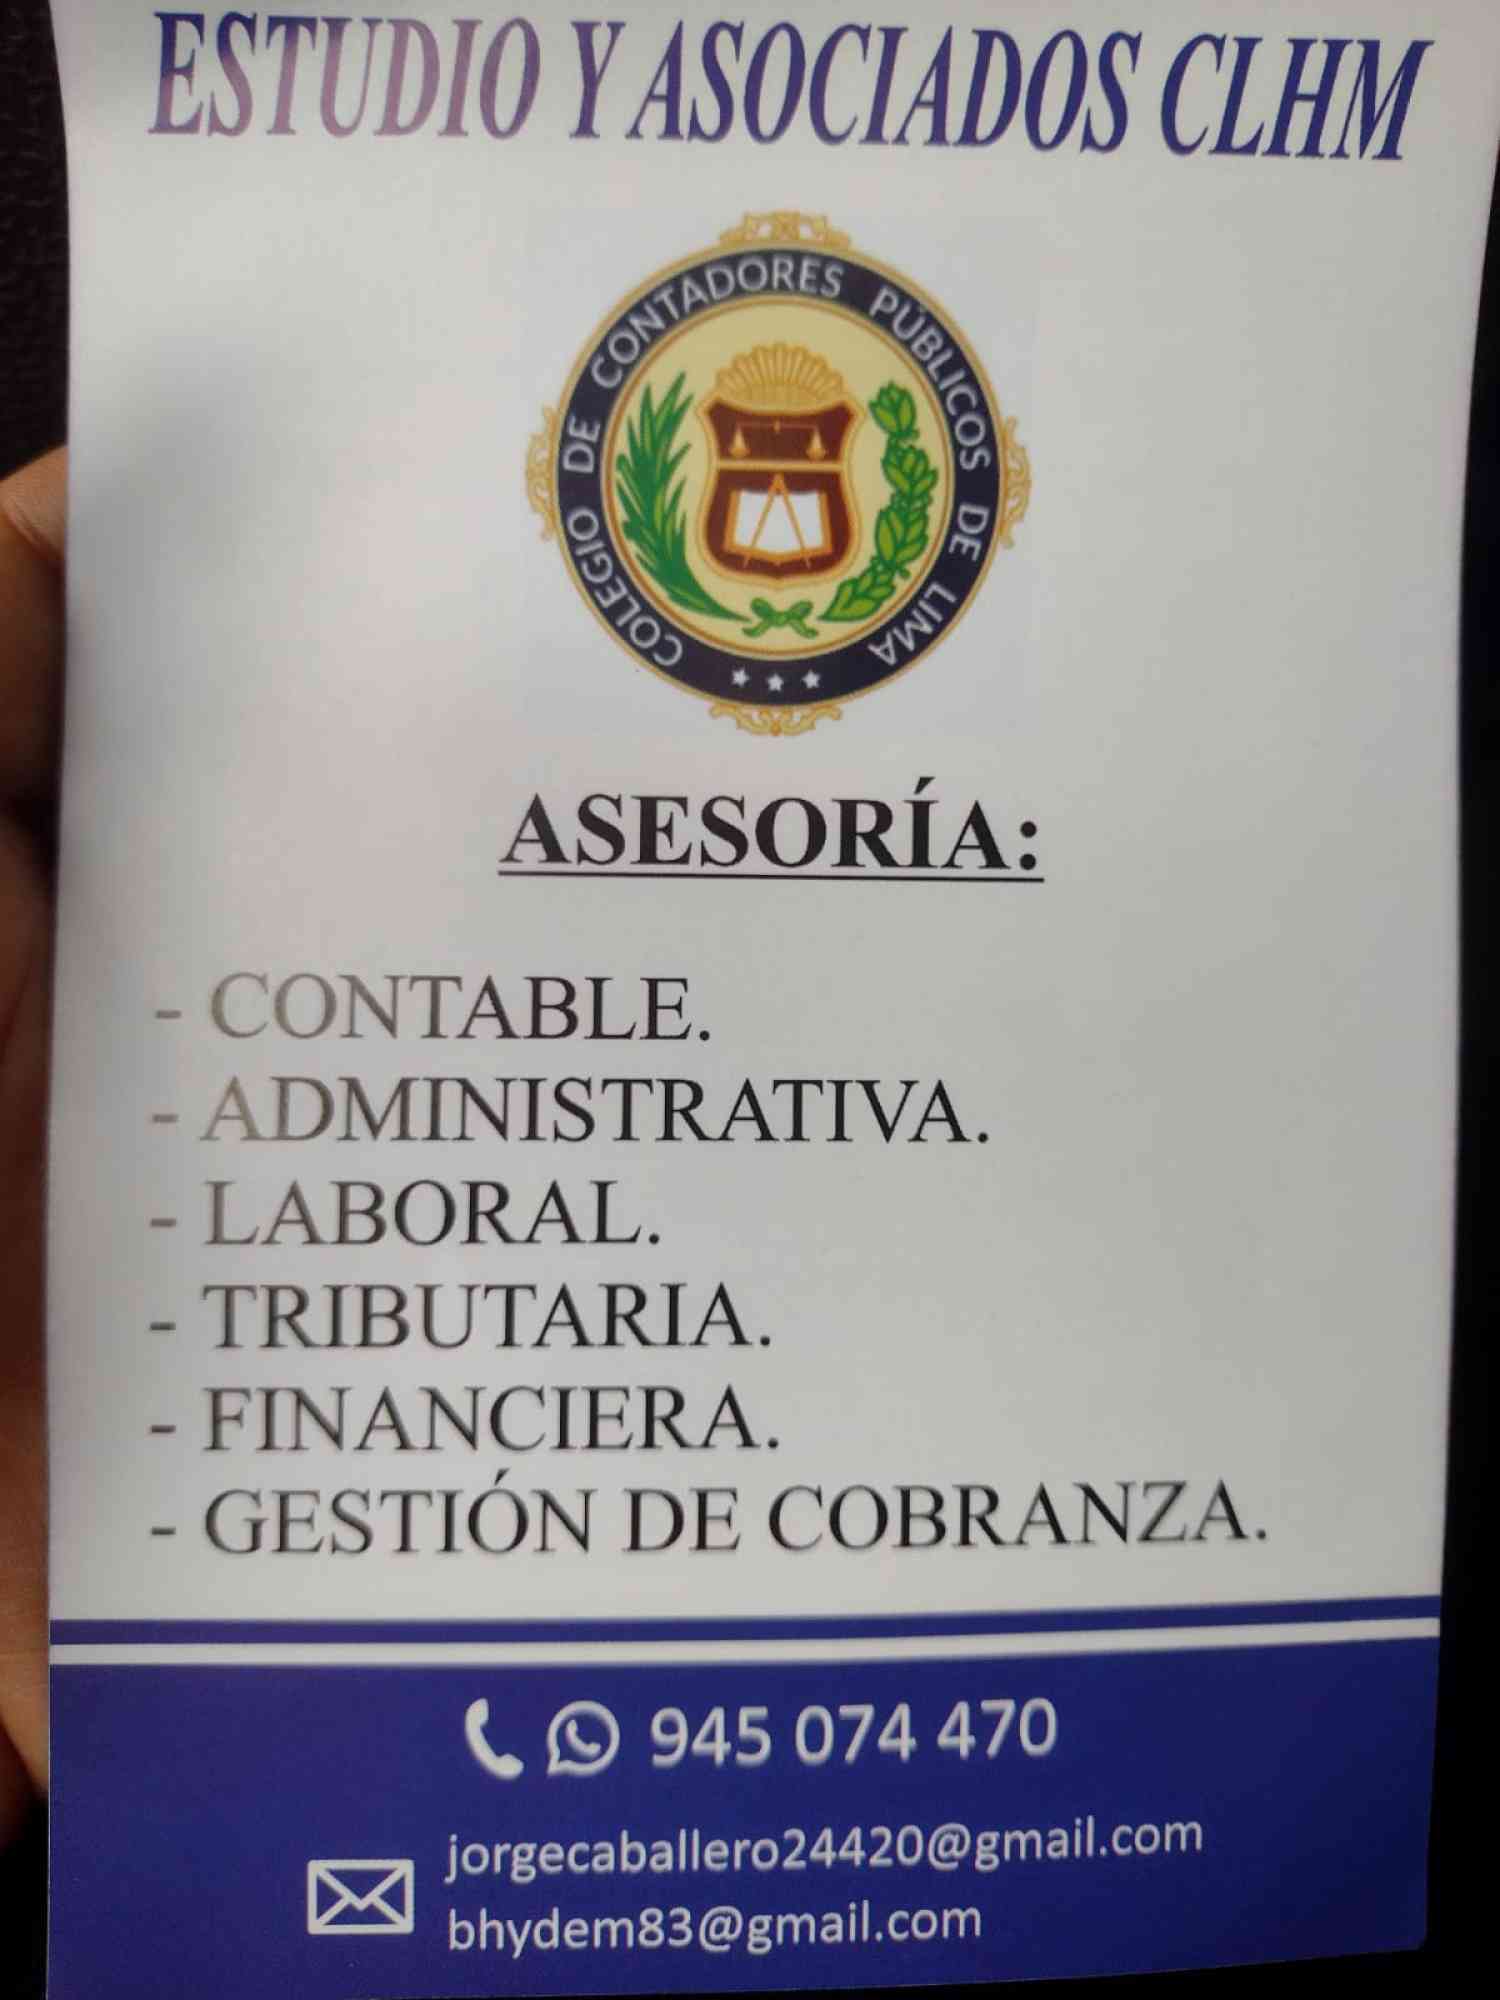 ESTUDIO Y ASOCIADOS CLHM
COLEGIO DE CONTADORES PÚBLICOS DE LIMA
ASESORÍA:
- CONTABLE.
- ADMINISTRATIVA.
- LABORAL.
- TRIBUTARIA.
- FINANCIERA.
- GESTIÓN DE COBRANZA.
945 074 470
jorgecaballero24420@gmail.com
bhydem83@gmail.com